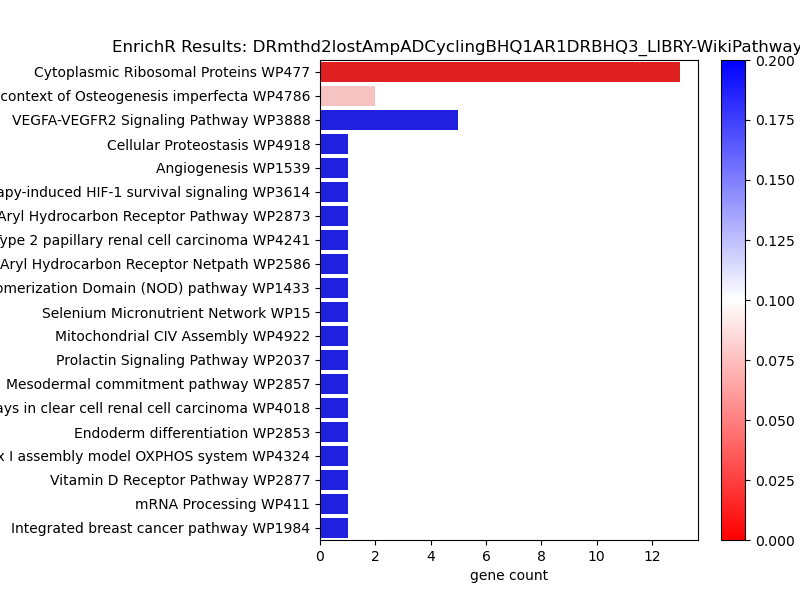 EnrichR Results: DRmthd2lostAmpADCyclingBHQ1AR1DRBHQ3_LIBRY-WikiPathway
Cytoplasmic Ribosomal Proteins WP477
context of Osteogenesis imperfecta WP4786
VEGFA-VEGFR2 Signaling Pathway WP3888
Cellular Proteostasis WP4918
Angiogenesis WP1539
apy-induced HIF-1 survival signaling WP3614
Aryl Hydrocarbon Receptor Pathway WP2873
Type 2 papillary renal cell carcinoma WP4241
Aryl Hydrocarbon Receptor Netpath WP2586
omerization Domain (NOD) pathway WP1433
Selenium Micronutrient Network WP15
Mitochondrial CIV Assembly WP4922
Prolactin Signaling Pathway WP2037
Mesodermal commitment pathway WP2857
ays in clear cell renal cell carcinoma WP4018
Endoderm differentiation WP2853
x I assembly model OXPHOS system WP4324
Vitamin D Receptor Pathway WP2877
mRNA Processing WP411
Integrated breast cancer pathway WP1984
0 2 4 6 8 10 12
gene count
0.200
0.175
0.150
0.125
0.100
0.075
0.050
0.025
0.000